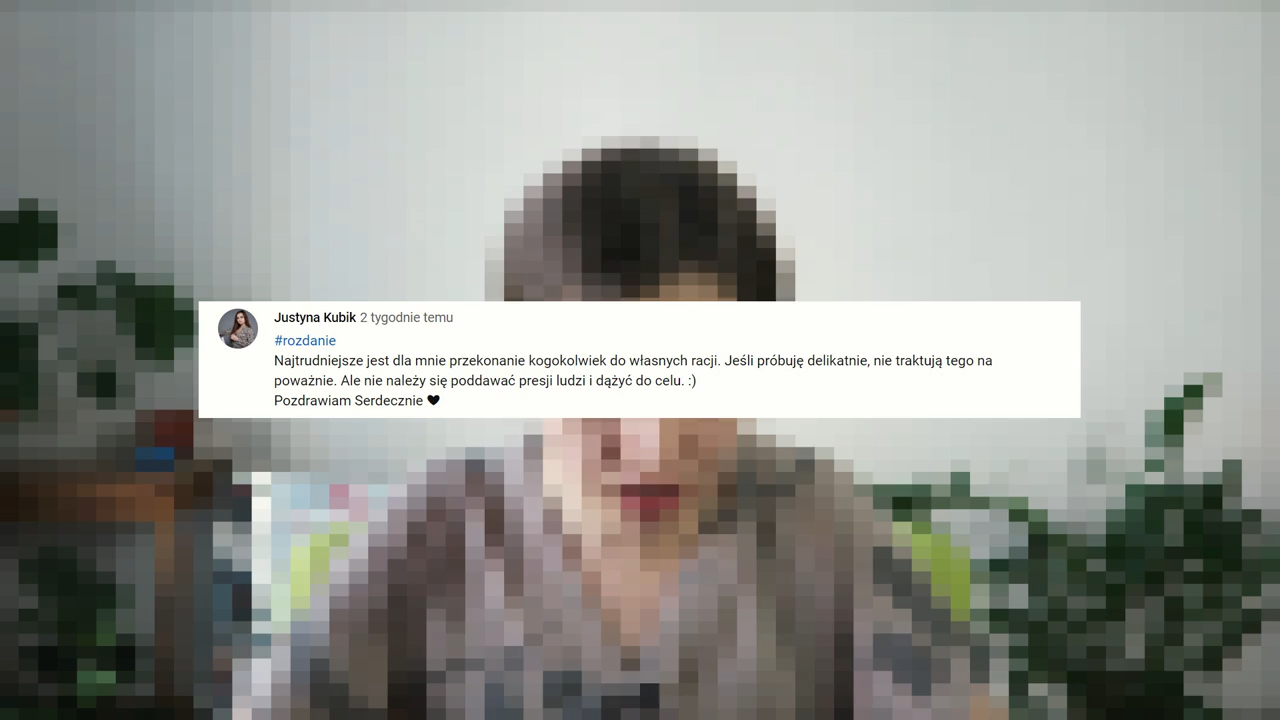 Justyna Kubik 2 tygodnie temu
#rozdanie
Najtrudniejsze jest dla mnie przekonanie kogokolwiek do własnych racji. Jeśli próbuję delikatnie, nie traktują tego na
poważnie. Ale nie należy się poddawać presji ludzi i dążyć do celu. :)
Pozdrawiam Serdecznie 🖤